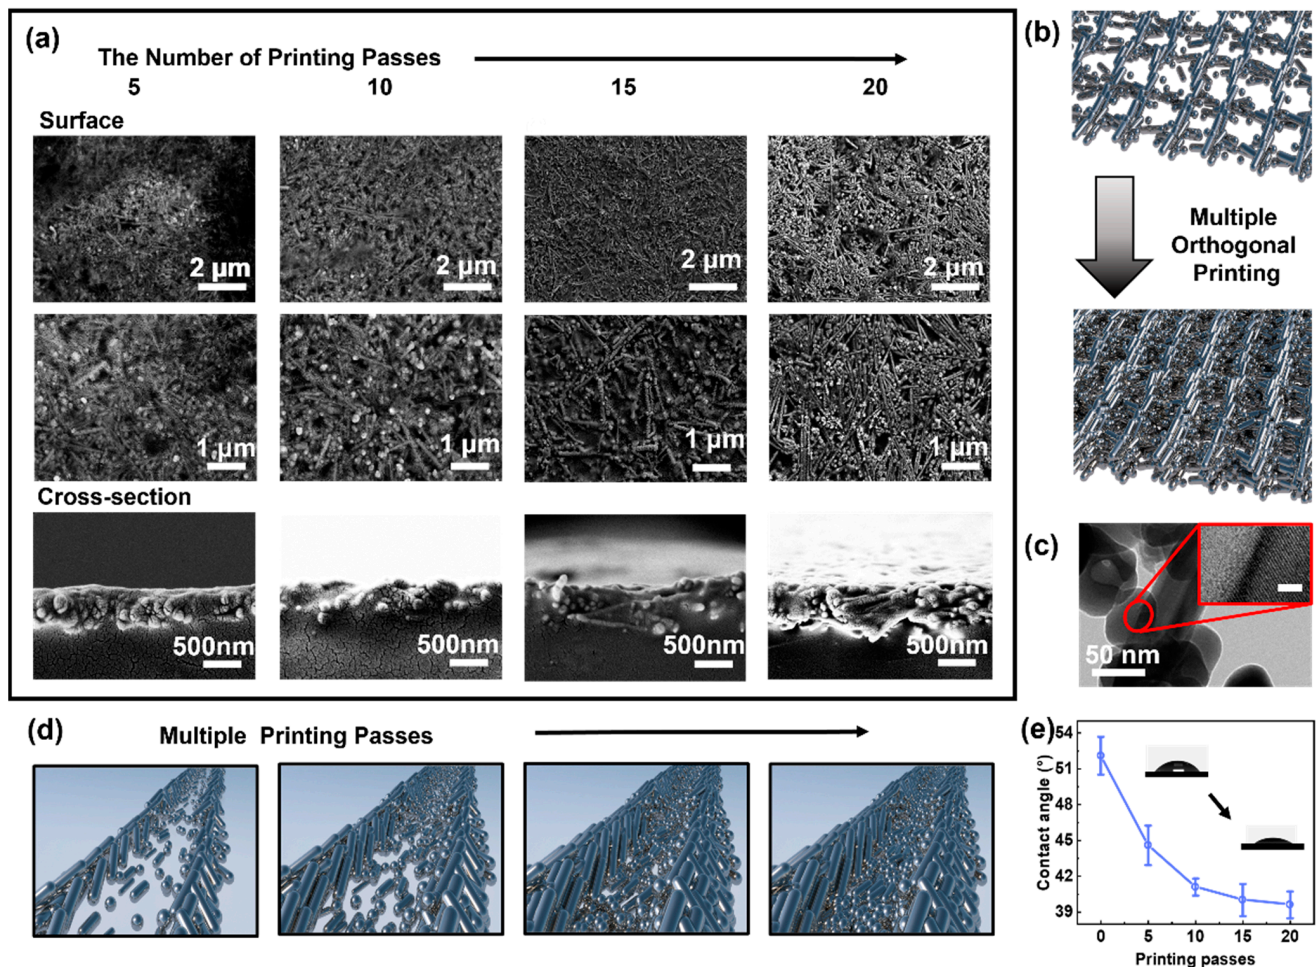 (a)
The Number of Printing Passes
5 10 15 20
Surface
2 μm 2 μm 2 μm 2 μm
1 μm 1 μm 1 μm 1 μm
Cross-section
500nm 500nm 500nm 500nm
(b)
Multiple
Orthogonal
Printing
(c)
50 nm
(d)
Multiple Printing Passes
(e)
Contact angle (°)
54
51
48
45
42
39
0 5 10 15 20
Printing passes